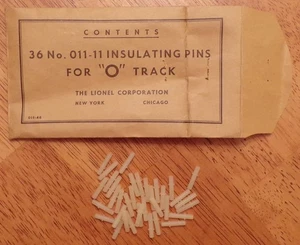 CONTENTS
36 No. 011-11 INSULATING PINS
FOR "O" TRACK
THE LIONEL CORPORATION
NEW YORK CHICAGO